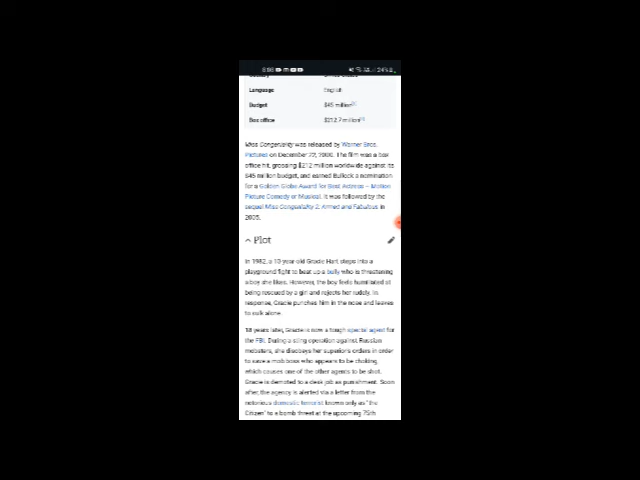 Language English
Budget $45 million
Box office $212.7 million
Miss Congeniality was released by Warner Bros.
Pictures on December 22, 2000. The film was a box
office hit, grossing $212 million worldwide against its
$45 million budget, and earned Bullock a nomination
for a Golden Globe Award for Best Actress – Motion
Picture Comedy or Musical. It was followed by the
sequel Miss Congeniality 2: Armed and Fabulous in
2005.
Plot
In 1982, a 10-year-old Gracie Hart steps into a
playground fight to beat up a bully who is threatening
a boy she likes. However, the boy feels humiliated at
being rescued by a girl and rejects her rudely. In
response, Gracie punches him in the nose and leaves
to sulk alone.
18 years later, Gracie is now a tough special agent for
the FBI. During a sting operation against Russian
mobsters, she disobeys her superior's orders in order
to save a mob boss who appears to be choking,
which causes one of the other agents to be shot.
Gracie is demoted to a desk job as punishment. Soon
after, the agency is alerted via a letter from the
notorious domestic terrorist known only as "the
Citizen" to a bomb threat at the upcoming 75th